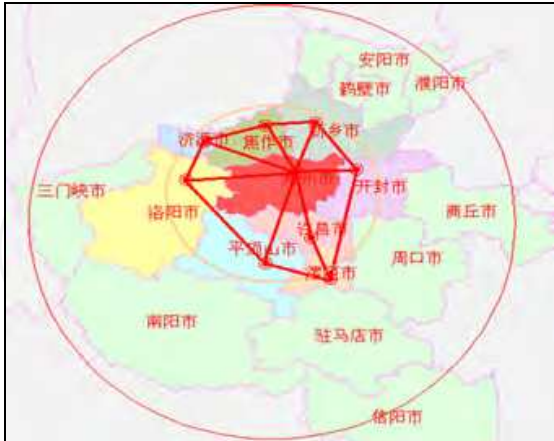 安阳市
鹤壁市
濮阳市
济源市
焦作市
新乡市
三门峡市
洛阳市
郑州市
开封市
商丘市
许昌市
平顶山市
周口市
漯河市
南阳市
驻马店市
信阳市